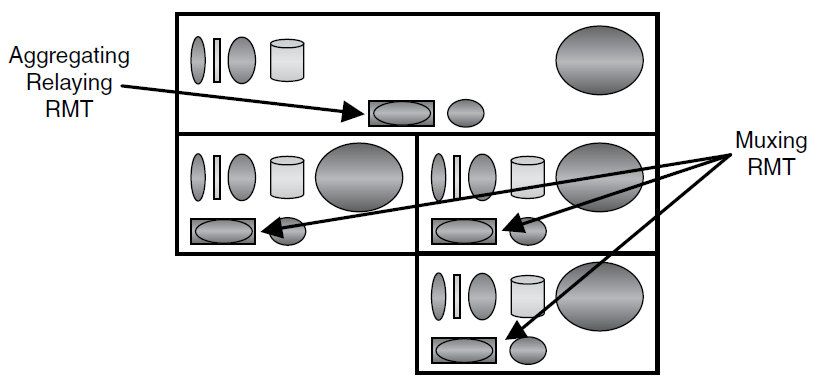 Aggregating
Relaying
RMT
Muxing
RMT